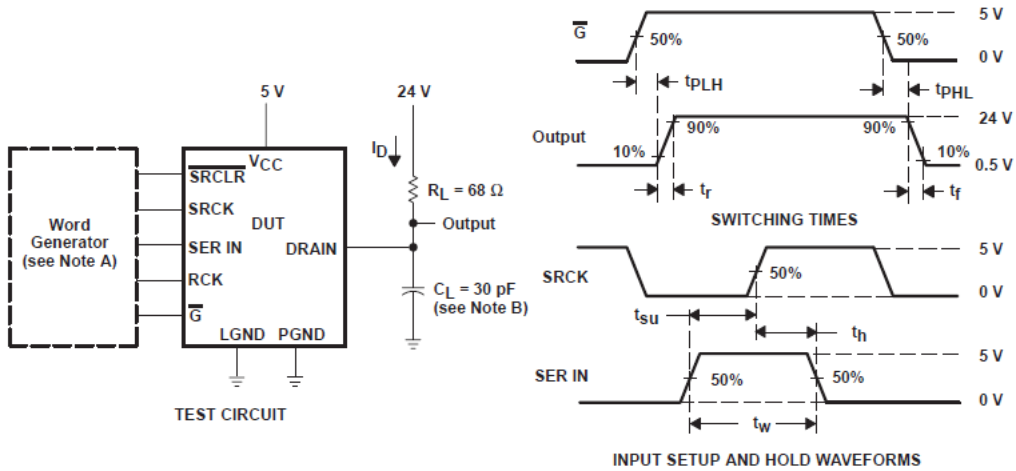 5 V
24 V
Word
Generator
(see Note A)
SRCLR
SRCK
SER IN
RCK
G
VCC
DUT
DRAIN
LGND PGND
ID
RL = 68 Ω
Output
CL = 30 pF
(see Note B)
TEST CIRCUIT
G
50%
50%
5 V
0 V
tPLH
tPHL
Output
10%
90%
90%
10%
24 V
0.5 V
tr
tf
SWITCHING TIMES
SRCK
50%
5 V
0 V
tsu
th
SER IN
50%
50%
5 V
0 V
tw
INPUT SETUP AND HOLD WAVEFORMS